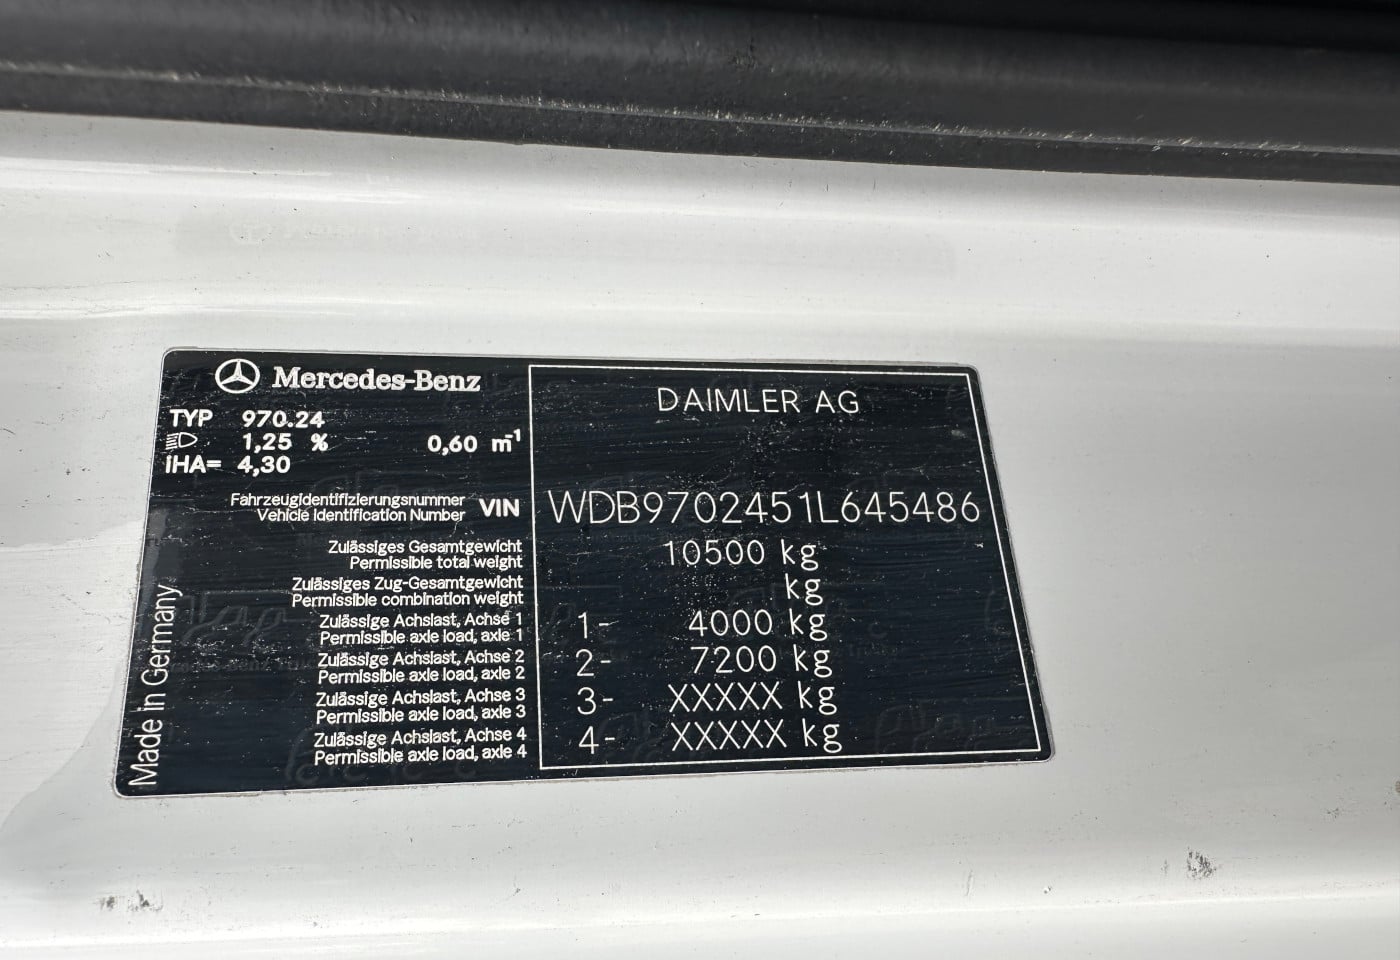 Mercedes-Benz
TYP 970.24
1,25 % 0,60 m⁻¹
iHA= 4,30
DAIMLER AG
Fahrzeugidentifizierungsnummer
Vehicle Identification Number VIN WDB9702451L645486
Zulässiges Gesamtgewicht
Permissible total weight 10500 kg
Zulässiges Zug-Gesamtgewicht
Permissible combination weight kg
Zulässige Achslast, Achse 1
Permissible axle load, axle 1 1- 4000 kg
Zulässige Achslast, Achse 2
Permissible axle load, axle 2 2- 7200 kg
Zulässige Achslast, Achse 3
Permissible axle load, axle 3 3- XXXXX kg
Zulässige Achslast, Achse 4
Permissible axle load, axle 4 4- XXXXX kg
Made in Germany